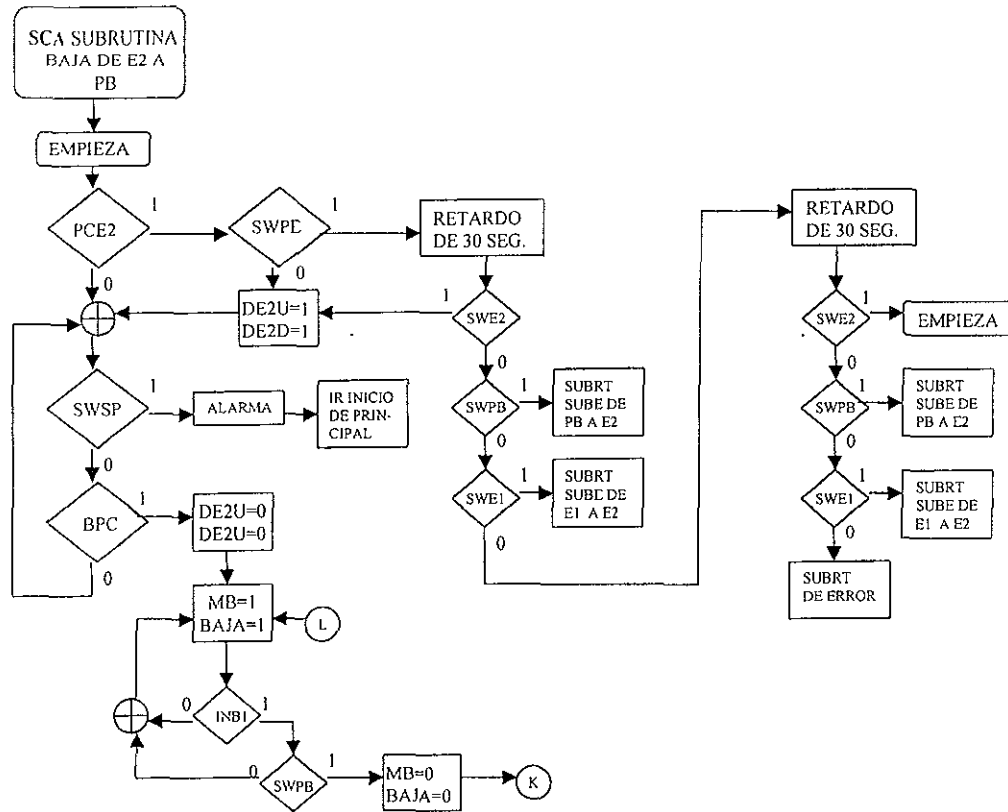 SCA SUBRUTINA
BAJA DE E2 A
PB
EMPIEZA
PCE2
1
0
SWPE
1
0
RETARDO
DE 30 SEG.
DE2U=1
DE2D=1
SWE2
1
0
SWPB
1
0
SUBRT
SUBE DE
PB A E2
SWE1
1
0
SUBRT
SUBE DE
E1 A E2
RETARDO
DE 30 SEG.
SWE2
1
0
EMPIEZA
SWPB
1
0
SUBRT
SUBE DE
PB A E2
SWE1
1
0
SUBRT
SUBE DE
E1 A E2
SUBRT
DE ERROR
SWSP
1
0
ALARMA
IR INICIO
DE PRIN-
CIPAL
BPC
1
0
DE2U=0
DE2U=0
MB=1
BAJA=1
L
INB1
0
1
SWPB
0
1
MB=0
BAJA=0
K